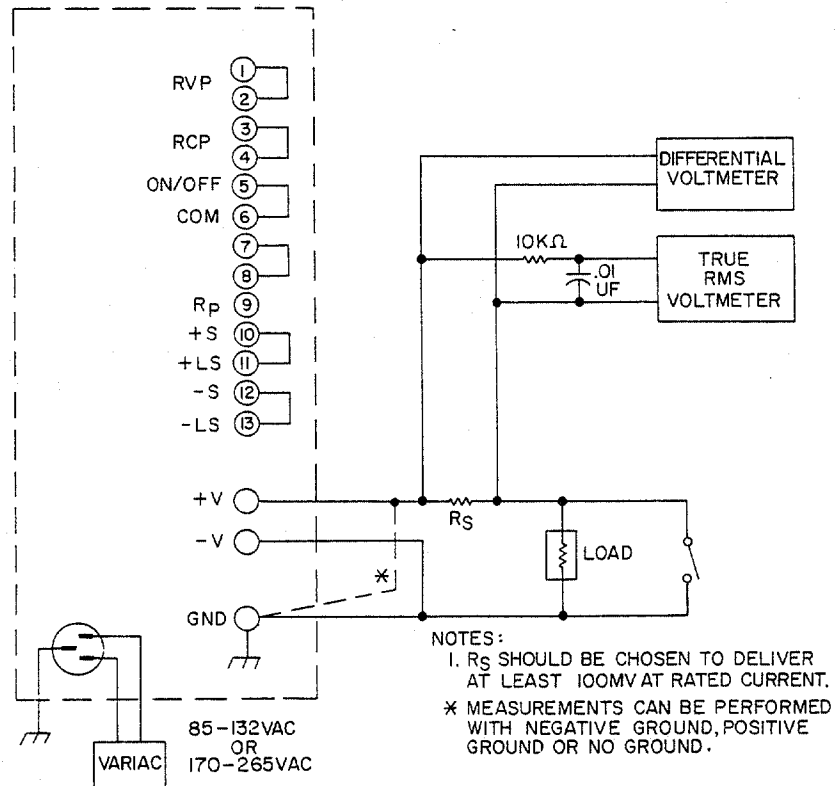 RVP
1
2
RCP
3
4
ON/OFF 5
COM 6
7
8
RP 9
+S 10
+LS 11
-S 12
-LS 13
+V
-V
GND
DIFFERENTIAL
VOLTMETER
10KΩ
.01
UF
TRUE
RMS
VOLTMETER
RS
LOAD
*
VARIAC
85-132VAC
OR
170-265VAC
NOTES:
1. RS SHOULD BE CHOSEN TO DELIVER
AT LEAST 100MV AT RATED CURRENT.
* MEASUREMENTS CAN BE PERFORMED
WITH NEGATIVE GROUND, POSITIVE
GROUND OR NO GROUND.